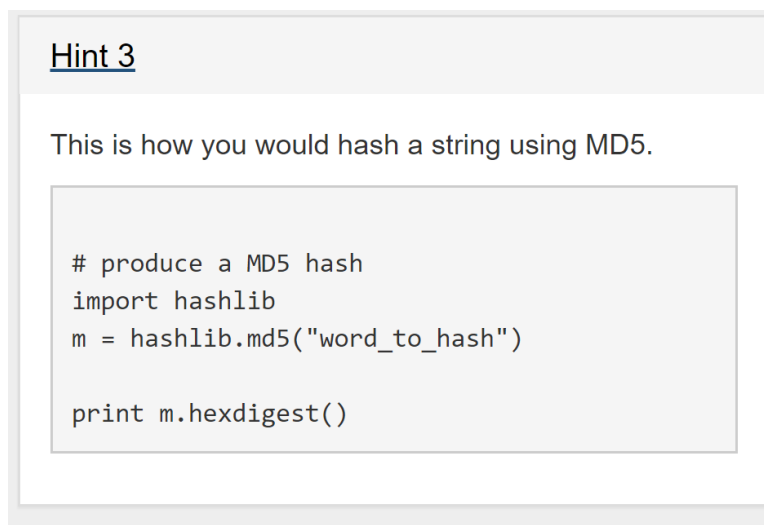 Hint 3
This is how you would hash a string using MD5.
# produce a MD5 hash
import hashlib
m = hashlib.md5("word_to_hash")
print m.hexdigest()